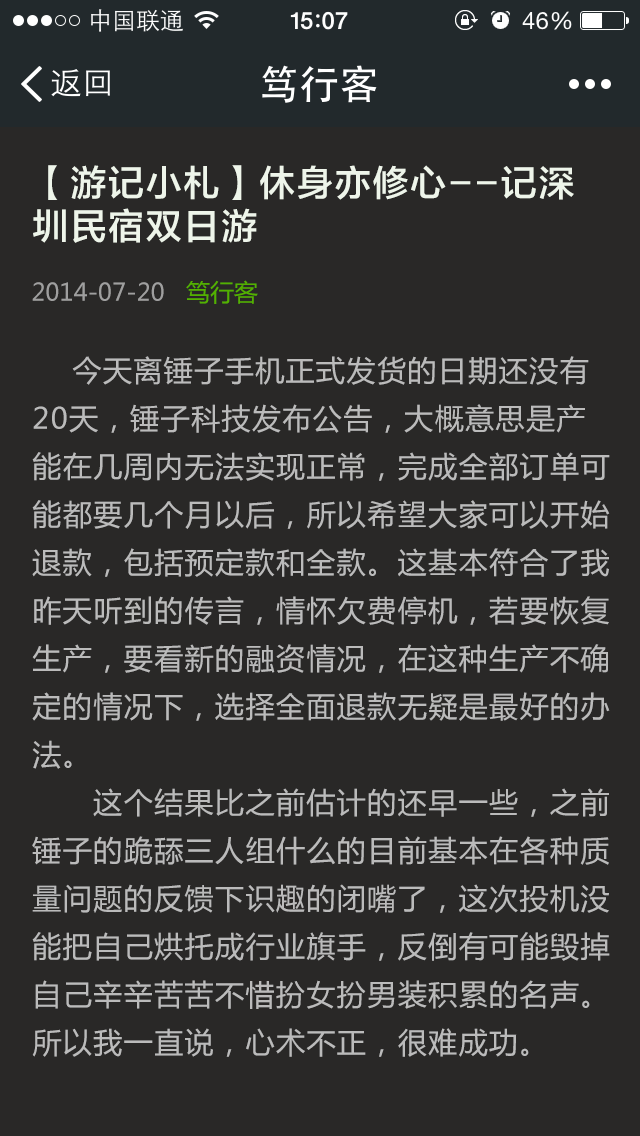 中国联通 15:07 46%
返回 笃行客
【游记小札】休身亦修心--记深
圳民宿双日游
2014-07-20 笃行客
今天离锤子手机正式发货的日期还没有
20天，锤子科技发布公告，大概意思是产
能在几周内无法实现正常，完成全部订单可
能都要几个月以后，所以希望大家可以开始
退款，包括预定款和全款。这基本符合了我
昨天听到的传言，情怀欠费停机，若要恢复
生产，要看新的融资情况，在这种生产不确
定的情况下，选择全面退款无疑是最好的办
法。
这个结果比之前估计的还早一些，之前
锤子的跪舔三人组什么的目前基本在各种质
量问题的反馈下识趣的闭嘴了，这次投机没
能把自己烘托成行业旗手，反倒有可能毁掉
自己辛辛苦苦不惜扮女扮男装积累的名声。
所以我一直说，心术不正，很难成功。